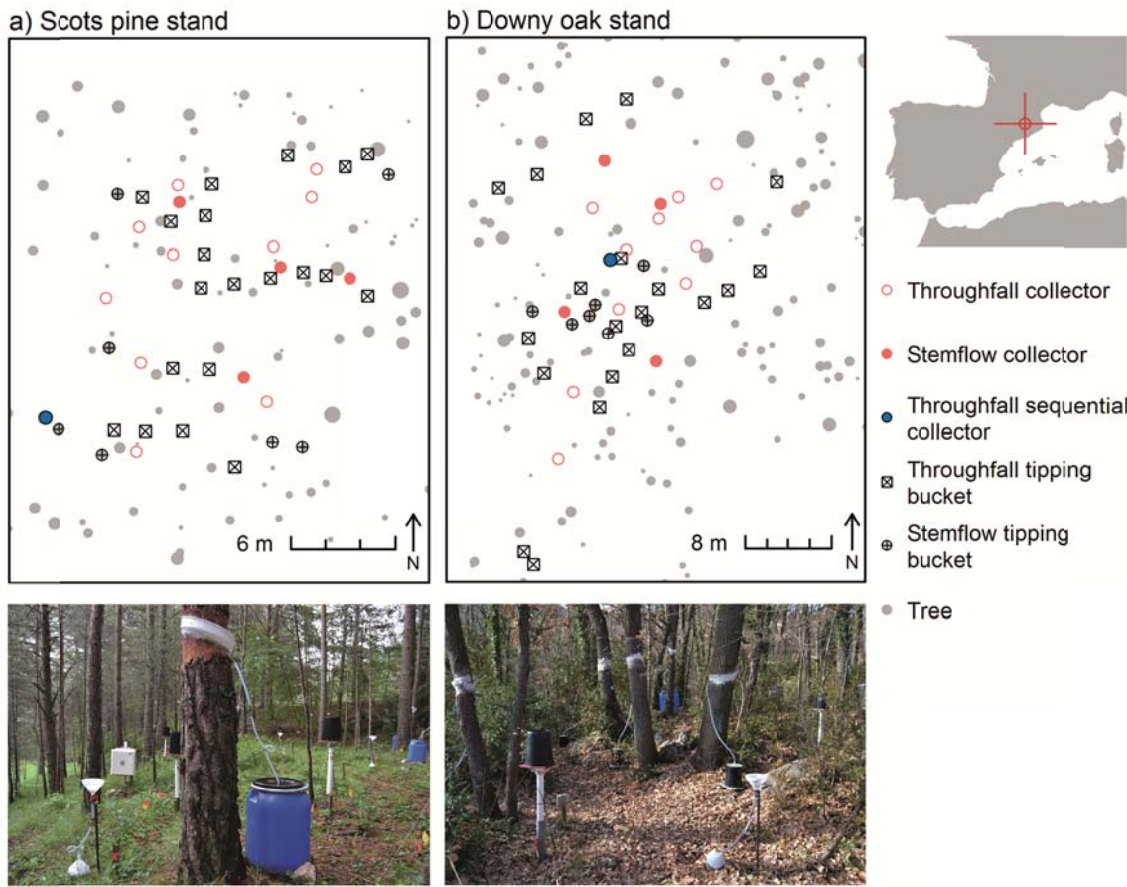 a) Scots pine stand
b) Downy oak stand
6 m
N
8 m
N
Throughfall collector
Stemflow collector
Throughfall sequential
collector
Throughfall tipping
bucket
Stemflow tipping
bucket
Tree